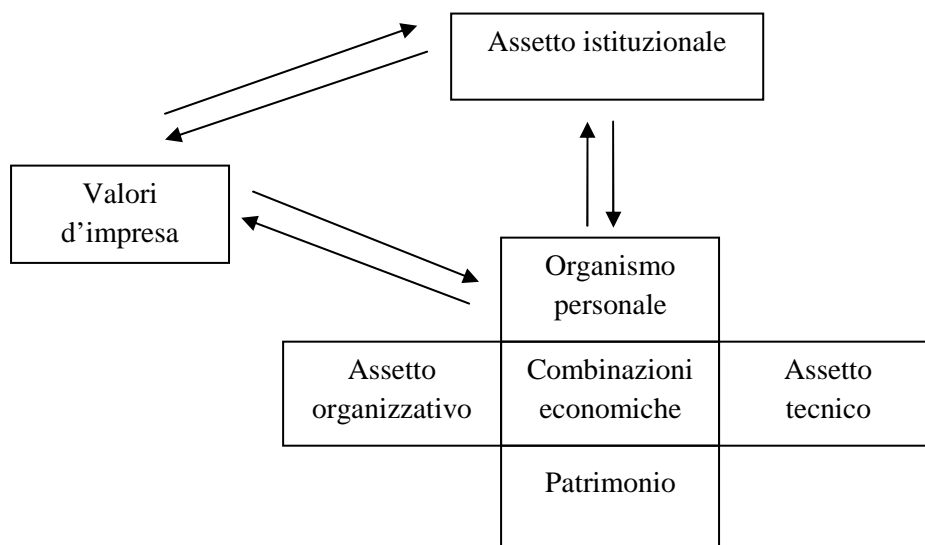 Assetto istituzionale
Valori
d’impresa
Organismo
personale
Assetto
organizzativo
Combinazioni
economiche
Assetto
tecnico
Patrimonio